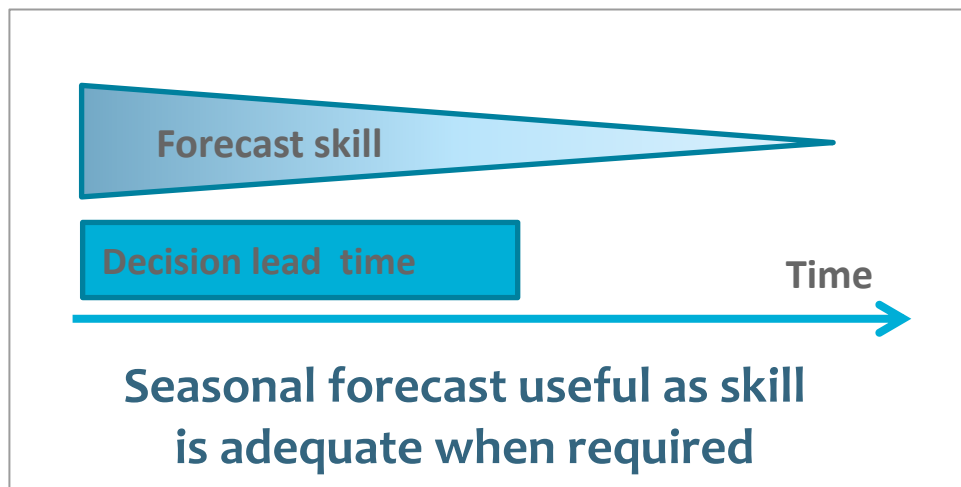 Forecast skill
Decision lead time
Time
Seasonal forecast useful as skill
is adequate when required